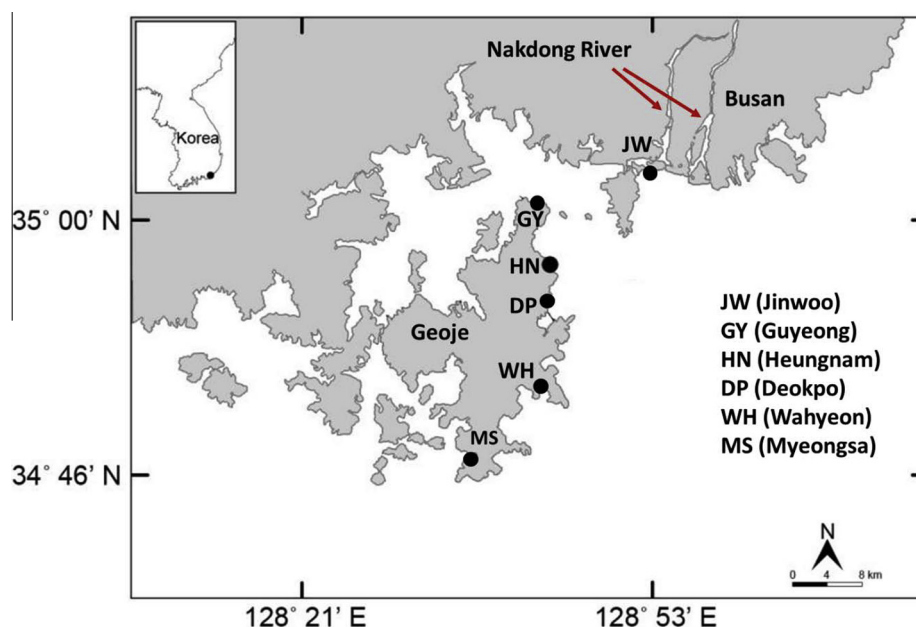 Korea
Nakdong River
Busan
JW
35° 00' N
GY
HN
DP
Geoje
WH
MS
JW (Jinwoo)
GY (Guyeong)
HN (Heungnam)
DP (Deokpo)
WH (Wahyeon)
MS (Myeongsa)
34° 46' N
N
0 4 8 km
128° 21' E
128° 53' E